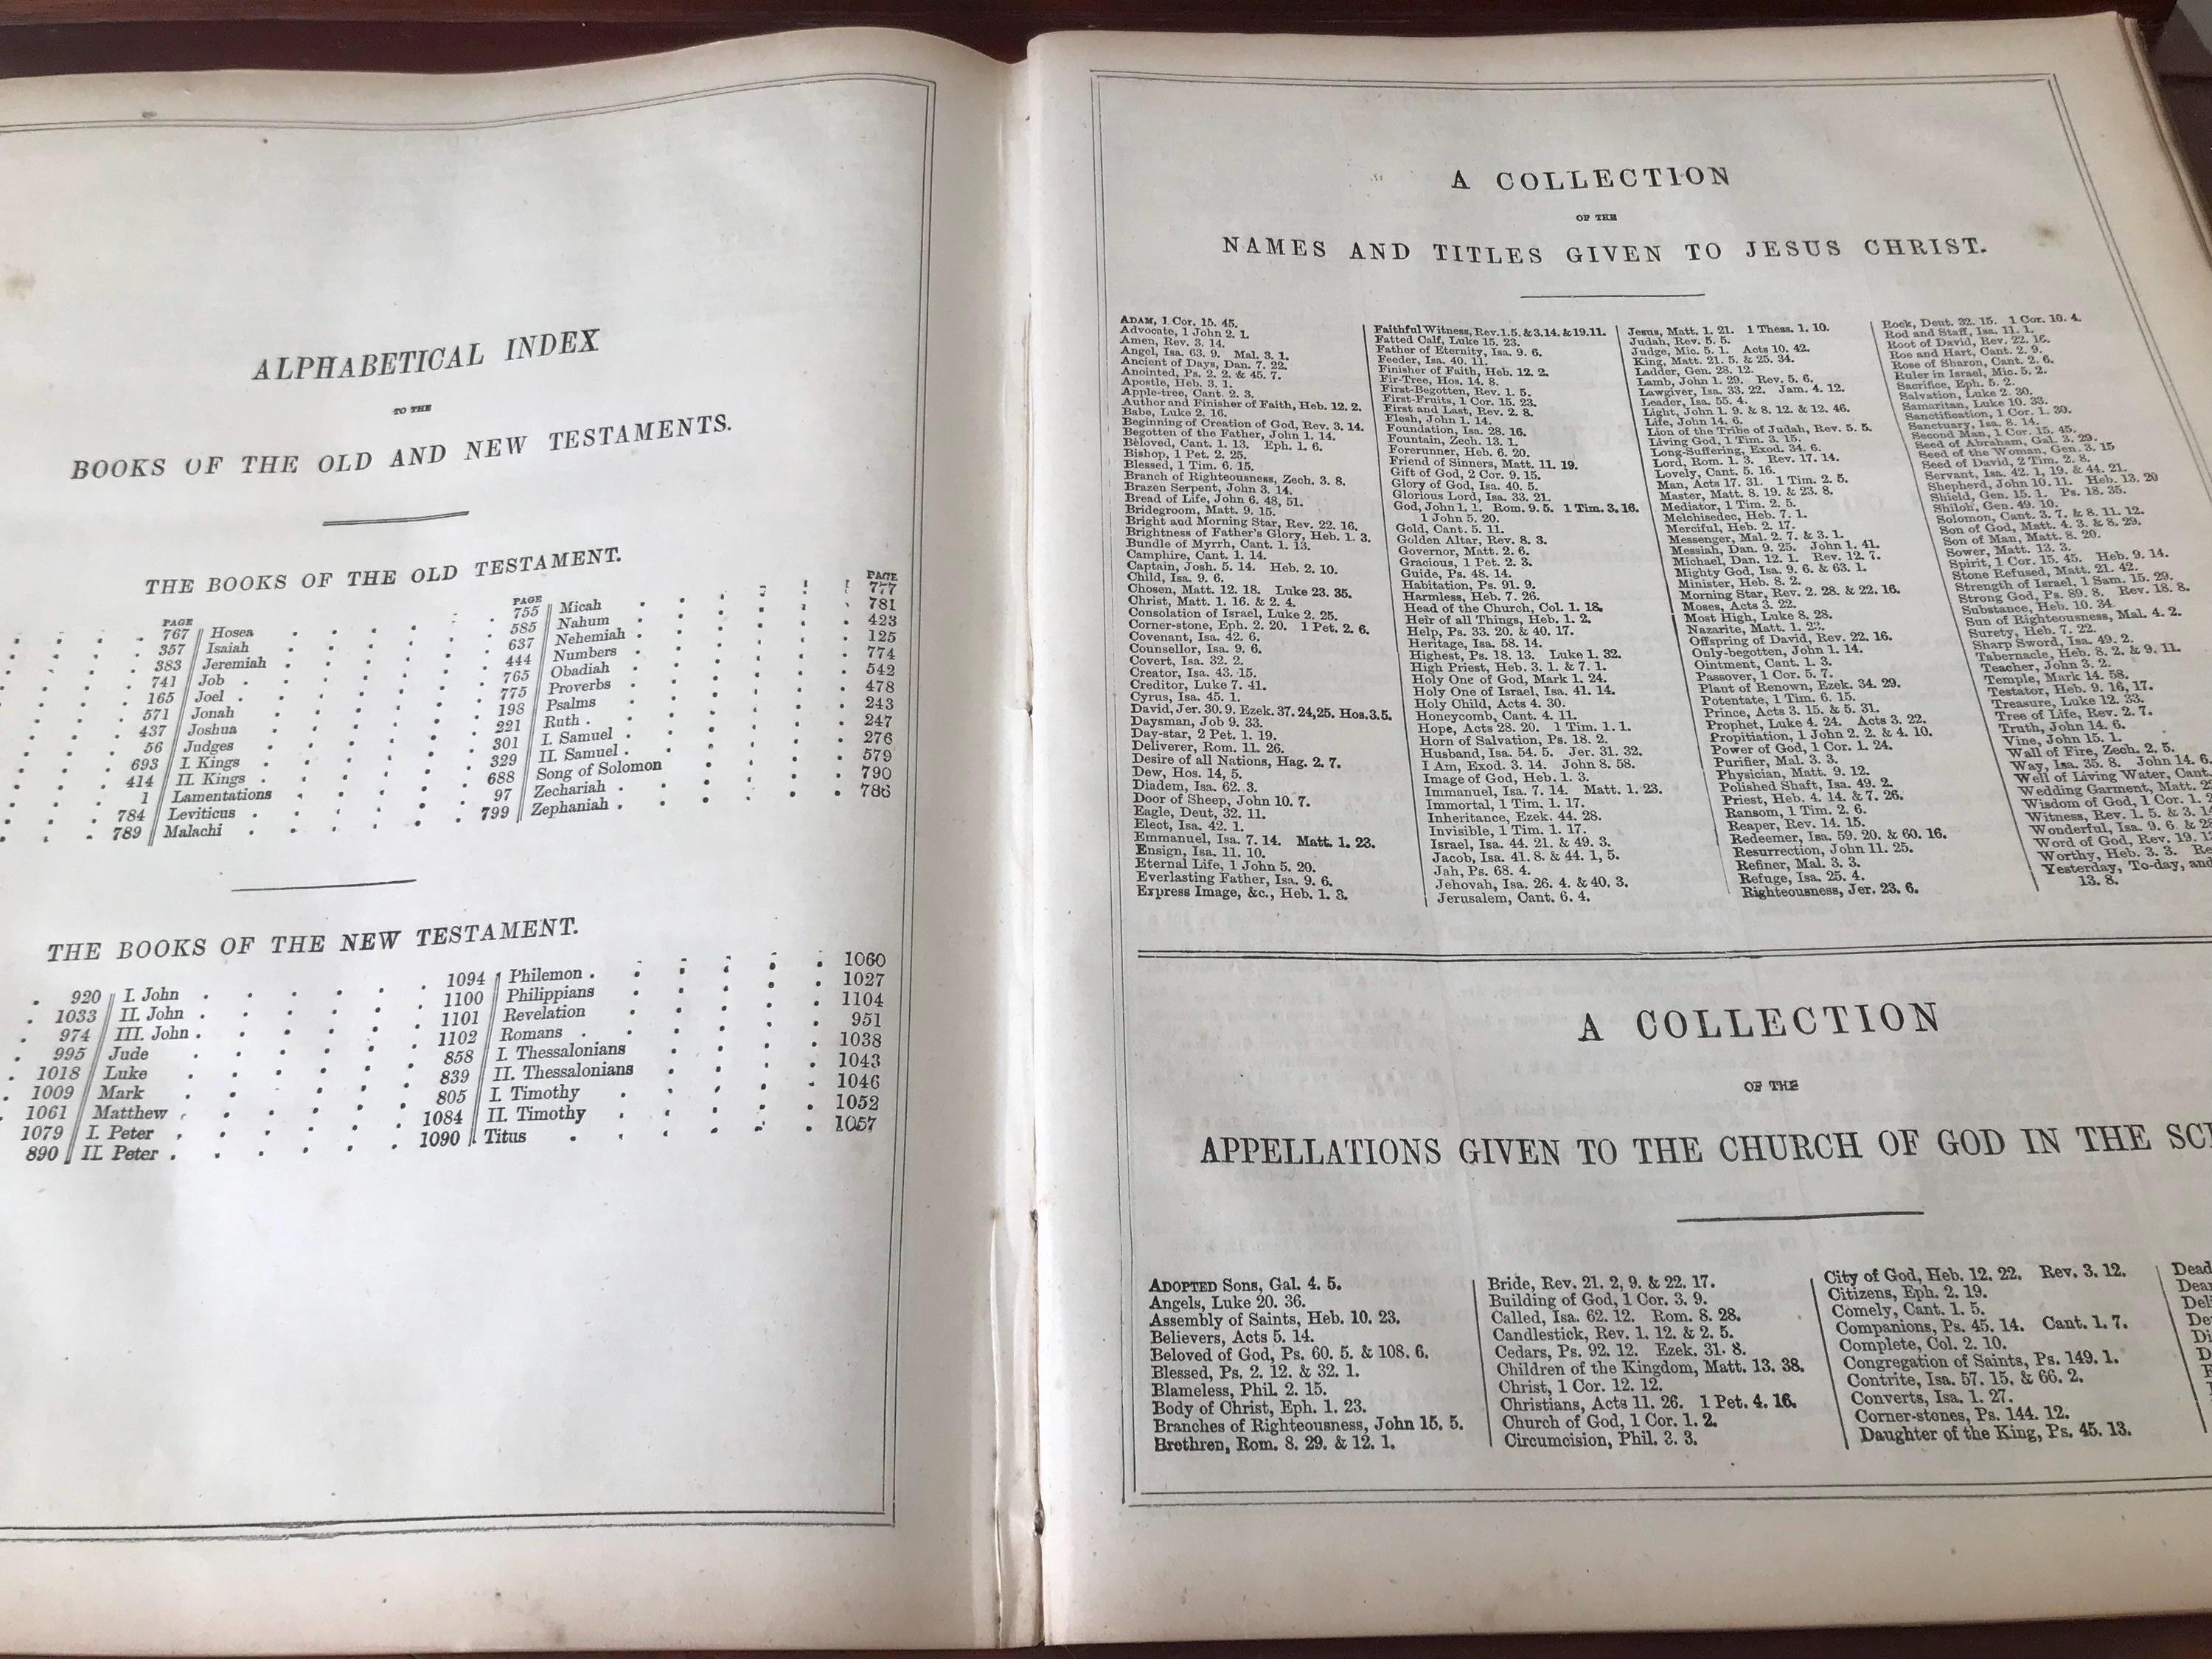 ALPHABETICAL INDEX
TO THE
BOOKS OF THE OLD AND NEW TESTAMENTS.
THE BOOKS OF THE OLD TESTAMENT.
PAGE PAGE PAGE
767 Hosea 755 Micah 777
357 Isaiah 585 Nahum 781
383 Jeremiah 637 Nehemiah 423
741 Job 444 Numbers 125
165 Joel 765 Obadiah 774
571 Jonah 775 Proverbs 542
437 Joshua 198 Psalms 478
56 Judges 221 Ruth 243
693 I. Kings 301 I. Samuel 247
414 II. Kings 329 II. Samuel 276
1 Lamentations 688 Song of Solomon 579
784 Leviticus 97 Zechariah 790
789 Malachi 799 Zephaniah 786
THE BOOKS OF THE NEW TESTAMENT.
920 I. John 1094 Philemon 1060
1033 II. John 1100 Philippians 1027
974 III. John 1101 Revelation 1104
995 Jude 1102 Romans 951
1018 Luke 858 I. Thessalonians 1038
1009 Mark 839 II. Thessalonians 1043
1061 Matthew 805 I. Timothy 1046
1079 I. Peter 1084 II. Timothy 1052
890 II. Peter 1090 Titus 1057
A COLLECTION
OF THE
NAMES AND TITLES GIVEN TO JESUS CHRIST.
ADAM, 1 Cor. 15. 45.
Advocate, 1 John 2. 1.
Amen, Rev. 3. 14.
Angel, Isa. 63. 9. Mal. 3. 1.
Ancient of Days, Dan. 7. 22.
Anointed, Ps. 2. 2. & 45. 7.
Apostle, Heb. 3. 1.
Apple-tree, Cant. 2. 3.
Author and Finisher of Faith, Heb. 12. 2.
Babe, Luke 2. 16.
Beginning of Creation of God, Rev. 3. 14.
Begotten of the Father, John 1. 14.
Beloved, Cant. 1. 13. Eph. 1. 6.
Bishop, 1 Pet. 2. 25.
Blessed, 1 Tim. 6. 15.
Branch of Righteousness, Zech. 3. 8.
Brazen Serpent, John 3. 14.
Bread of Life, John 6. 48, 51.
Bridegroom, Matt. 9. 15.
Bright and Morning Star, Rev. 22. 16.
Brightness of Father's Glory, Heb. 1. 3.
Bundle of Myrrh, Cant. 1. 13.
Camphire, Cant. 1. 14.
Captain, Josh. 5. 14. Heb. 2. 10.
Child, Isa. 9. 6.
Chosen, Matt. 12. 18. Luke 23. 35.
Christ, Matt. 1. 16. & 2. 4.
Consolation of Israel, Luke 2. 25.
Corner-stone, Eph. 2. 20. 1 Pet. 2. 6.
Covenant, Isa. 42. 6.
Counsellor, Isa. 9. 6.
Covert, Isa. 32. 2.
Creator, Isa. 43. 15.
Creditor, Luke 7. 41.
Cyrus, Isa. 45. 1.
David, Jer. 30. 9. Ezek. 37. 24, 25. Hos. 3. 5.
Daysman, Job 9. 33.
Day-star, 2 Pet. 1. 19.
Deliverer, Rom. 11. 26.
Desire of all Nations, Hag. 2. 7.
Dew, Hos. 14, 5.
Diadem, Isa. 62. 3.
Door of Sheep, John 10. 7.
Eagle, Deut. 32. 11.
Elect, Isa. 42. 1.
Emmanuel, Isa. 7. 14. Matt. 1. 23.
Ensign, Isa. 11. 10.
Eternal Life, 1 John 5. 20.
Everlasting Father, Isa. 9. 6.
Express Image, &c., Heb. 1. 3.
Faithful Witness, Rev. 1. 5. & 3. 14. & 19. 11.
Fatted Calf, Luke 15. 23.
Father of Eternity, Isa. 9. 6.
Feeder, Isa. 40. 11.
Finisher of Faith, Heb. 12. 2.
Fir-Tree, Hos. 14. 8.
First-Begotten, Rev. 1. 5.
First-Fruits, 1 Cor. 15. 23.
First and Last, Rev. 2. 8.
Flesh, John 1. 14.
Foundation, Isa. 28. 16.
Fountain, Zech. 13. 1.
Forerunner, Heb. 6. 20.
Friend of Sinners, Matt. 11. 19.
Gift of God, 2 Cor. 9. 15.
Glory of God, Isa. 40. 5.
Glorious Lord, Isa. 33. 21.
God, John 1. 1. Rom. 9. 5. 1 Tim. 3. 16.
1 John 5. 20.
Gold, Cant. 5. 11.
Golden Altar, Rev. 8. 3.
Governor, Matt. 2. 6.
Gracious, 1 Pet. 2. 3.
Guide, Ps. 48. 14.
Habitation, Ps. 91. 9.
Harmless, Heb. 7. 26.
Head of the Church, Col. 1. 18.
Heir of all Things, Heb. 1. 2.
Help, Ps. 33. 20. & 40. 17.
Heritage, Isa. 58. 14.
Highest, Ps. 18. 13. Luke 1. 32.
High Priest, Heb. 3. 1. & 7. 1.
Holy One of God, Mark 1. 24.
Holy One of Israel, Isa. 41. 14.
Holy Child, Acts 4. 30.
Honeycomb, Cant. 4. 11.
Hope, Acts 28. 20. 1 Tim. 1. 1.
Horn of Salvation, Ps. 18. 2.
Husband, Isa. 54. 5. Jer. 31. 32.
I Am, Exod. 3. 14. John 8. 58.
Image of God, Heb. 1. 3.
Immanuel, Isa. 7. 14. Matt. 1. 23.
Immortal, 1 Tim. 1. 17.
Inheritance, Ezek. 44. 28.
Invisible, 1 Tim. 1. 17.
Israel, Isa. 44. 21. & 49. 3.
Jacob, Isa. 41. 8. & 44. 1, 5.
Jah, Ps. 68. 4.
Jehovah, Isa. 26. 4. & 40. 3.
Jerusalem, Cant. 6. 4.
Jesus, Matt. 1. 21. 1 Thess. 1. 10.
Judah, Rev. 5. 5.
Judge, Mic. 5. 1. Acts 10. 42.
King, Matt. 21. 5. & 25. 34.
Ladder, Gen. 28. 12.
Lamb, John 1. 29. Rev. 5. 6.
Lawgiver, Isa. 33. 22. Jam. 4. 12.
Leader, Isa. 55. 4.
Light, John 1. 9. & 8. 12. & 12. 46.
Life, John 14. 6.
Lion of the Tribe of Judah, Rev. 5. 5.
Living God, 1 Tim. 3. 15.
Long-Suffering, Exod. 34. 6.
Lord, Rom. 1. 3. Rev. 17. 14.
Lovely, Cant. 5. 16.
Man, Acts 17. 31. 1 Tim. 2. 5.
Master, Matt. 8. 19. & 23. 8.
Mediator, 1 Tim. 2. 5.
Melchisedec, Heb. 7. 1.
Merciful, Heb. 2. 17.
Messenger, Mal. 2. 7. & 3. 1.
Messiah, Dan. 9. 25. John 1. 41.
Michael, Dan. 12. 1. Rev. 12. 7.
Mighty God, Isa. 9. 6. & 63. 1.
Minister, Heb. 8. 2.
Morning Star, Rev. 2. 28. & 22. 16.
Moses, Acts 3. 22.
Most High, Luke 8. 28.
Nazarite, Matt. 1. 23.
Offspring of David, Rev. 22. 16.
Only-begotten, John 1. 14.
Ointment, Cant. 1. 3.
Passover, 1 Cor. 5. 7.
Plant of Renown, Ezek. 34. 29.
Potentate, 1 Tim. 6. 15.
Prince, Acts 3. 15. & 5. 31.
Prophet, Luke 4. 24. Acts 3. 22.
Propitiation, 1 John 2. 2. & 4. 10.
Power of God, 1 Cor. 1. 24.
Purifier, Mal. 3. 3.
Physician, Matt. 9. 12.
Polished Shaft, Isa. 49. 2.
Priest, Heb. 4. 14. & 7. 26.
Ransom, 1 Tim. 2. 6.
Reaper, Rev. 14. 15.
Redeemer, Isa. 59. 20. & 60. 16.
Resurrection, John 11. 25.
Refiner, Mal. 3. 3.
Refuge, Isa. 25. 4.
Righteousness, Jer. 23. 6.
Rock, Deut. 32. 15. 1 Cor. 10. 4.
Rod and Staff, Isa. 11. 1.
Root of David, Rev. 22. 16.
Roe and Hart, Cant. 2. 9.
Rose of Sharon, Cant. 2. 6.
Ruler in Israel, Mic. 5. 2.
Sacrifice, Eph. 5. 2.
Salvation, Luke 2. 30.
Samaritan, Luke 10. 33.
Sanctification, 1 Cor. 1. 30.
Sanctuary, Isa. 8. 14.
Second Man, 1 Cor. 15. 45.
Seed of Abraham, Gal. 3. 29.
Seed of the Woman, Gen. 3. 15
Seed of David, 2 Tim. 2. 8.
Servant, Isa. 42. 1, 19. & 44. 21.
Shepherd, John 10. 11. Heb. 13. 20
Shield, Gen. 15. 1. Ps. 18. 35.
Shiloh, Gen. 49. 10.
Solomon, Cant. 3. 7. & 8. 11. 12.
Son of God, Matt. 4. 3. & 8. 29.
Son of Man, Matt. 8. 20.
Sower, Matt. 13. 3.
Spirit, 1 Cor. 15. 45. Heb. 9. 14.
Stone Refused, Matt. 21. 42.
Strength of Israel, 1 Sam. 15. 29.
Strong God, Ps. 89. 8. Rev. 18. 8.
Substance, Heb. 10. 34.
Sun of Righteousness, Mal. 4. 2.
Surety, Heb. 7. 22.
Sharp Sword, Isa. 49. 2.
Tabernacle, Heb. 8. 2. & 9. 11.
Teacher, John 3. 2.
Temple, Mark 14. 58.
Testator, Heb. 9. 16, 17.
Treasure, Luke 12. 33.
Tree of Life, Rev. 2. 7.
Truth, John 14. 6.
Vine, John 15. 1.
Wall of Fire, Zech. 2. 5.
Way, Isa. 35. 8. John 14. 6.
Well of Living Water, Cant.
Wedding Garment, Matt. 2
Wisdom of God, 1 Cor. 1. 2
Witness, Rev. 1. 5. & 3. 14
Wonderful, Isa. 9. 6. & 28
Word of God, Rev. 19. 1
Worthy, Heb. 3. 3. Re
Yesterday, To-day, and
13. 8.
A COLLECTION
OF THE
APPELLATIONS GIVEN TO THE CHURCH OF GOD IN THE SC
ADOPTED Sons, Gal. 4. 5.
Angels, Luke 20. 36.
Assembly of Saints, Heb. 10. 23.
Believers, Acts 5. 14.
Beloved of God, Ps. 60. 5. & 108. 6.
Blessed, Ps. 2. 12. & 32. 1.
Blameless, Phil. 2. 15.
Body of Christ, Eph. 1. 23.
Branches of Righteousness, John 15. 5.
Brethren, Rom. 8. 29. & 12. 1.
Bride, Rev. 21. 2, 9. & 22. 17.
Building of God, 1 Cor. 3. 9.
Called, Isa. 62. 12. Rom. 8. 28.
Candlestick, Rev. 1. 12. & 2. 5.
Cedars, Ps. 92. 12. Ezek. 31. 8.
Children of the Kingdom, Matt. 13. 38.
Christ, 1 Cor. 12. 12.
Christians, Acts 11. 26. 1 Pet. 4. 16.
Church of God, 1 Cor. 1. 2.
Circumcision, Phil. 3. 3.
City of God, Heb. 12. 22. Rev. 3. 12.
Citizens, Eph. 2. 19.
Comely, Cant. 1. 5.
Companions, Ps. 45. 14. Cant. 1. 7.
Complete, Col. 2. 10.
Congregation of Saints, Ps. 149. 1.
Contrite, Isa. 57. 15. & 66. 2.
Converts, Isa. 1. 27.
Corner-stones, Ps. 144. 12.
Daughter of the King, Ps. 45. 13.
Dead
Dea
Del
De
Di
D